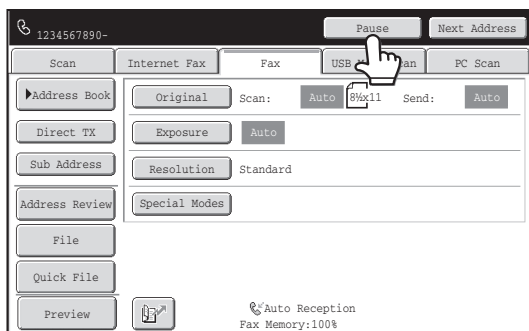 1234567890-
Pause
Next Address
Scan
Internet Fax
Fax
USB M an
PC Scan
Address Book
Original
Scan:
Auto
8½x11
Send:
Auto
Direct TX
Exposure
Auto
Sub Address
Resolution
Standard
Address Review
Special Modes
File
Quick File
Preview
Auto Reception
Fax Memory:100%